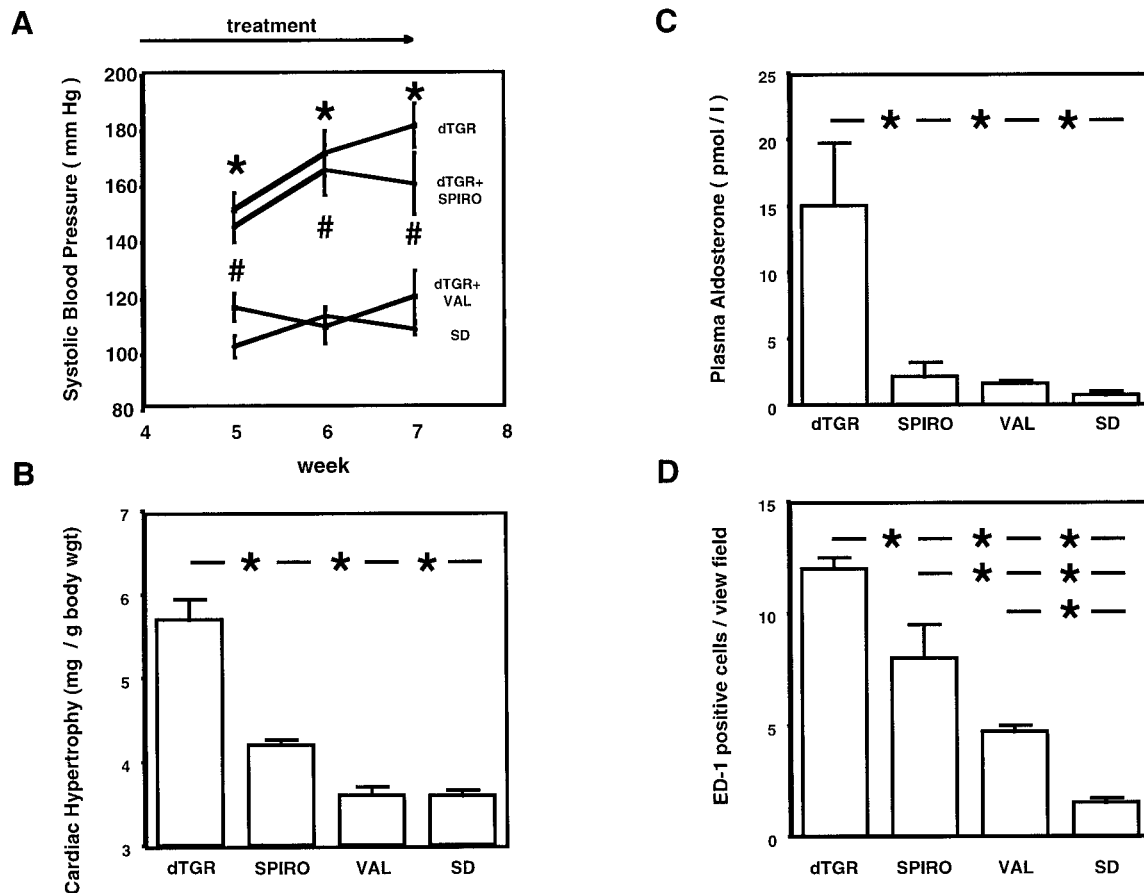 A
treatment
Systolic Blood Pressure ( mm Hg)
200
180
160
140
120
100
80
*
*
*
dTGR
dTGR+
SPIRO
#
#
#
dTGR+
VAL
SD
4
5
6
7
8
week
B
Cardiac Hypertrophy (mg / g body wgt)
7
6
5
4
3
* * *
dTGR
SPIRO
VAL
SD
C
Plasma Aldosterone ( pmol / l )
25
20
15
10
5
0
* * *
dTGR
SPIRO
VAL
SD
D
ED-1 positive cells / view field
15
10
5
0
* * *
* *
*
dTGR
SPIRO
VAL
SD